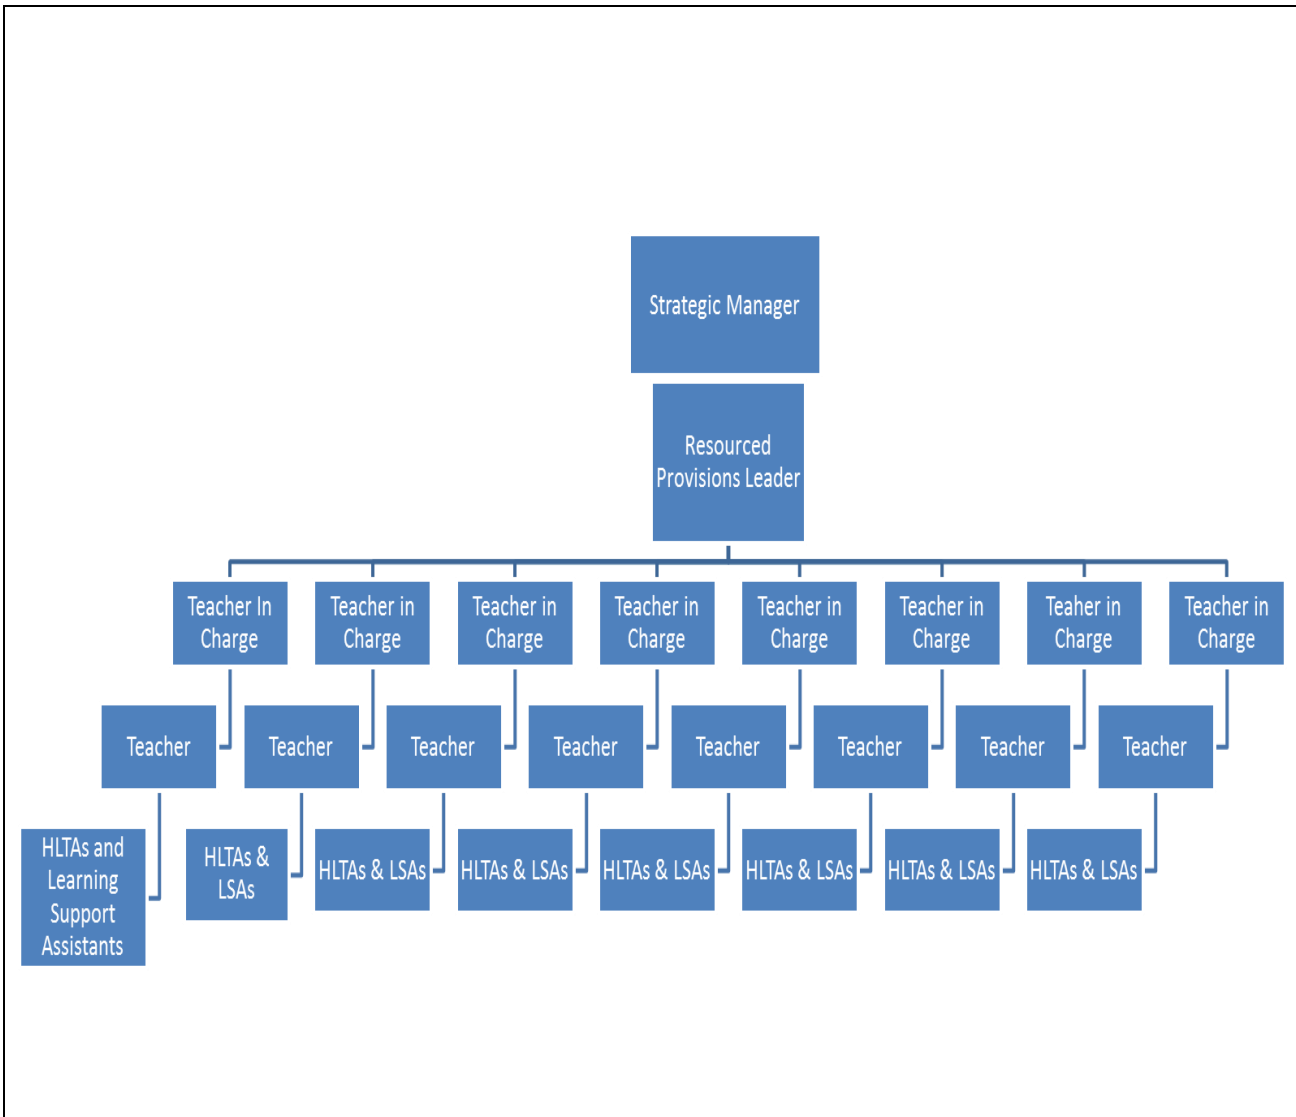 Strategic Manager
Resourced
Provisions Leader
Teacher In
Charge
Teacher in
Charge
Teacher in
Charge
Teacher in
Charge
Teacher in
Charge
Teacher in
Charge
Teaher in
Charge
Teacher in
Charge
Teacher
Teacher
Teacher
Teacher
Teacher
Teacher
Teacher
Teacher
HLTAs and
Learning
Support
Assistants
HLTAs &
LSAs
HLTAs & LSAs
HLTAs & LSAs
HLTAs & LSAs
HLTAs & LSAs
HLTAs & LSAs
HLTAs & LSAs